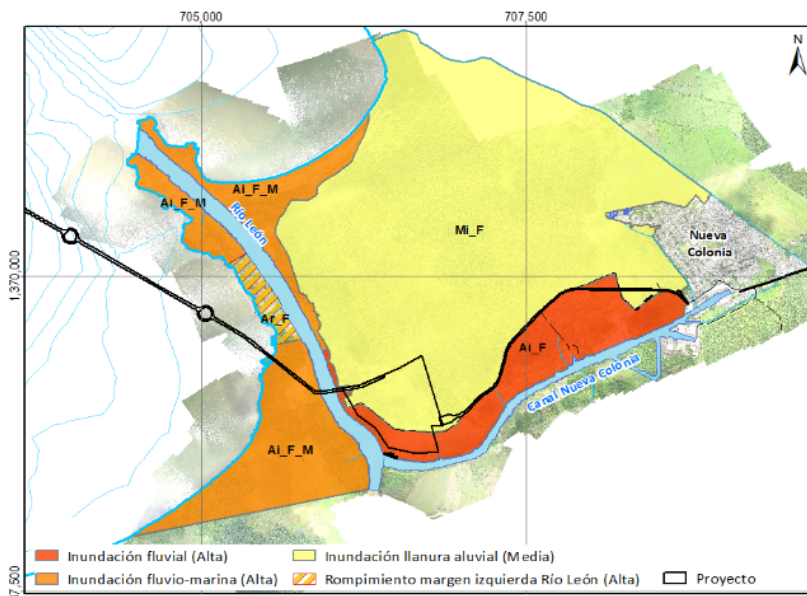 705,000
707,500
N
Ai_F_M
Ai_F_M
Río León
Mi_F
Nueva
Colonia
1,370,000
Ar_F
Ai_F
Canal Nueva Colonia
Ai_F_M
Inundación fluvial (Alta)
Inundación llanura aluvial (Media)
Inundación fluvio-marina (Alta)
Rompimiento margen izquierda Río León (Alta)
Proyecto